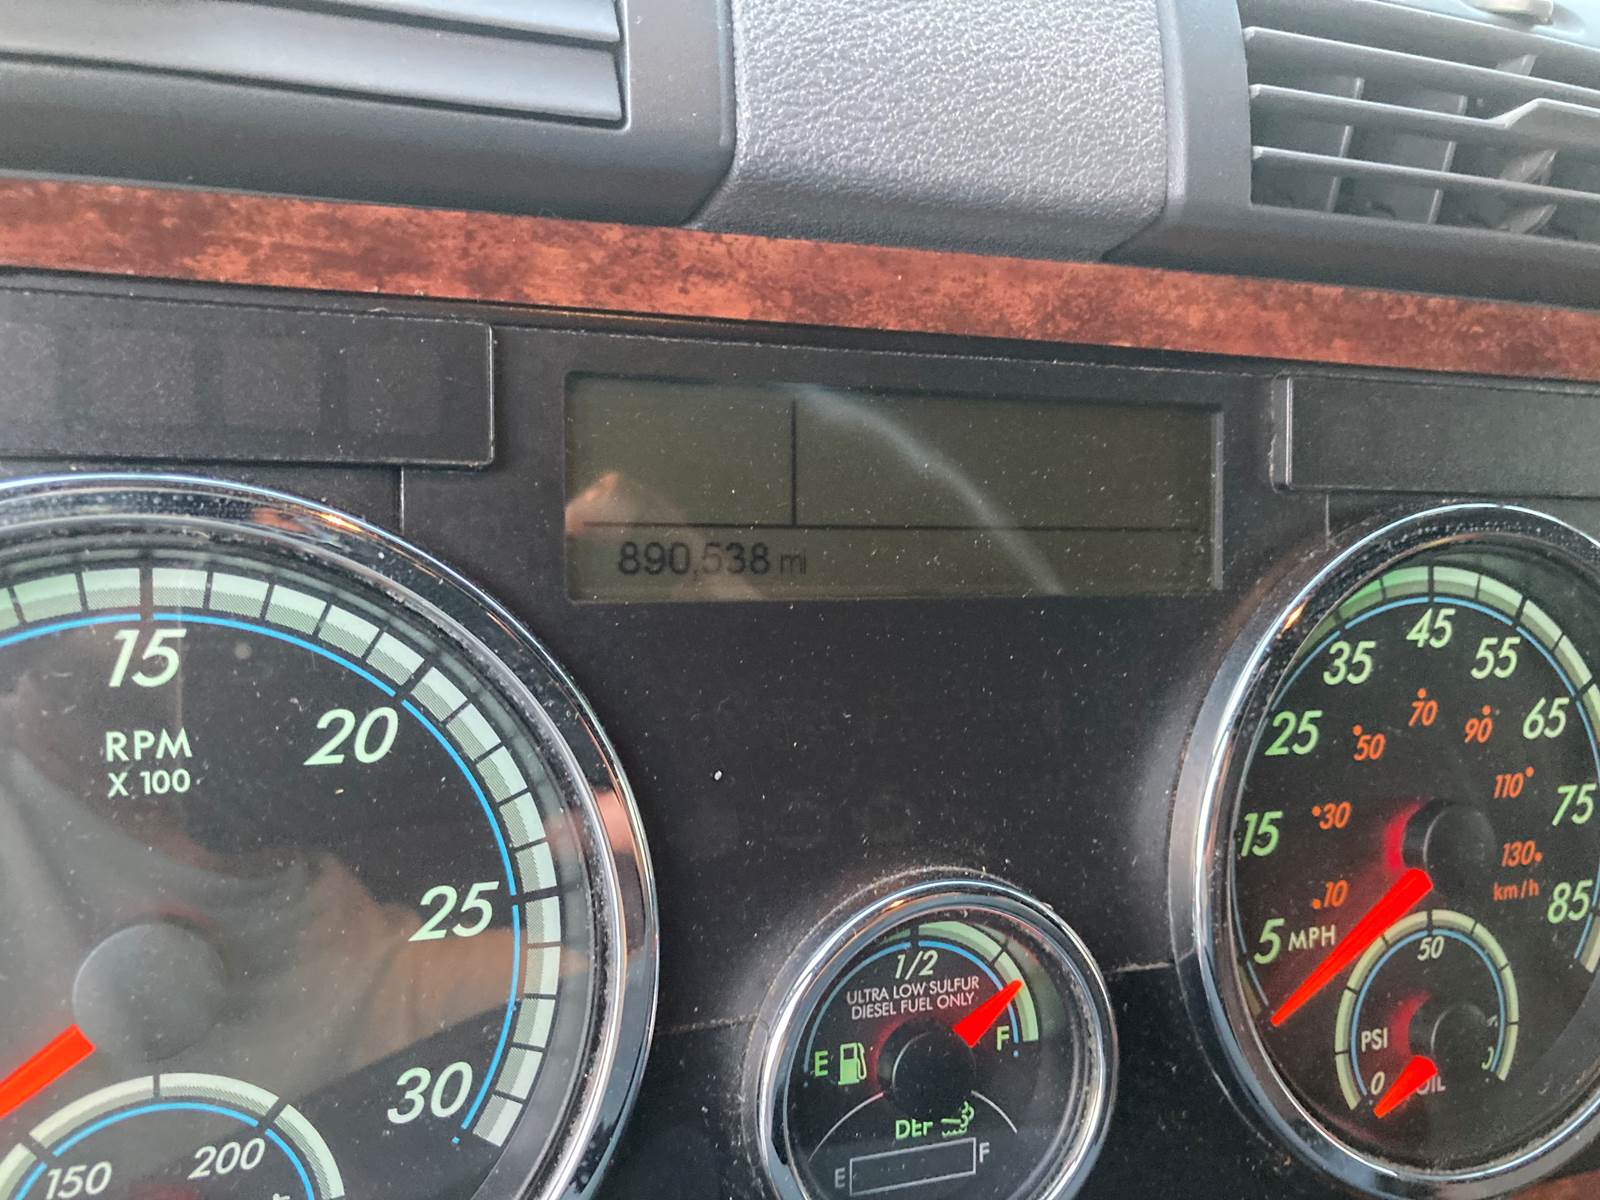 890,538 mi
15
20
25
30
RPM
X 100
150
200
1/2
ULTRA LOW SULFUR
DIESEL FUEL ONLY
E
F
DEF
E
F
5
15
25
35
45
55
65
75
85
MPH
10
30
50
70
90
110
130
km/h
50
PSI
0
OIL